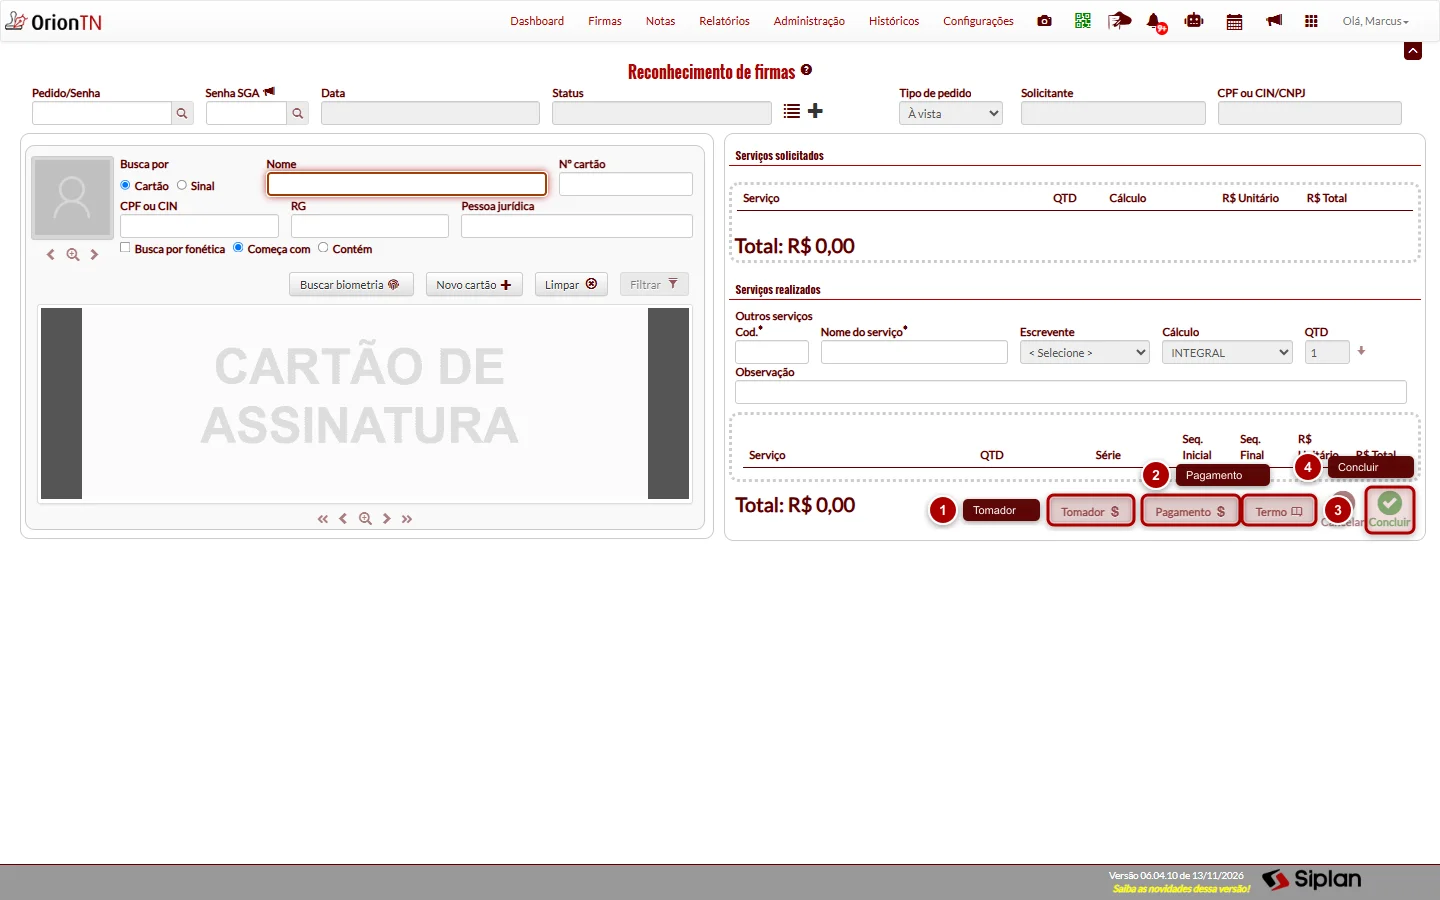 OrionTN
Dashboard Firmas Notas Relatórios Administração Históricos Configurações 9+ Olá, Marcus
Reconhecimento de firmas
Pedido/Senha Senha SGA Data Status Tipo de pedido Solicitante CPF ou CIN/CNPJ
À vista
Busca por Nome Nº cartão
Cartão Sinal
CPF ou CIN RG Pessoa jurídica
Busca por fonética Começa com Contém
Buscar biometria Novo cartão Limpar Filtrar
CARTÃO DE
ASSINATURA
Serviços solicitados
Serviço QTD Cálculo R$ Unitário R$ Total
Total: R$ 0,00
Serviços realizados
Outros serviços
Cod.* Nome do serviço* Escrevente Cálculo QTD
< Selecione > INTEGRAL 1
Observação
Serviço QTD Série Seq. Inicial Seq. Final R$ Unitário R$ Total
2 Pagamento 4 Concluir
Total: R$ 0,00 1 Tomador Tomador $ Pagamento $ Termo 3 Cancelar Concluir
Versão 06.04.10 de 13/11/2026
Saiba as novidades dessa versão!
Siplan